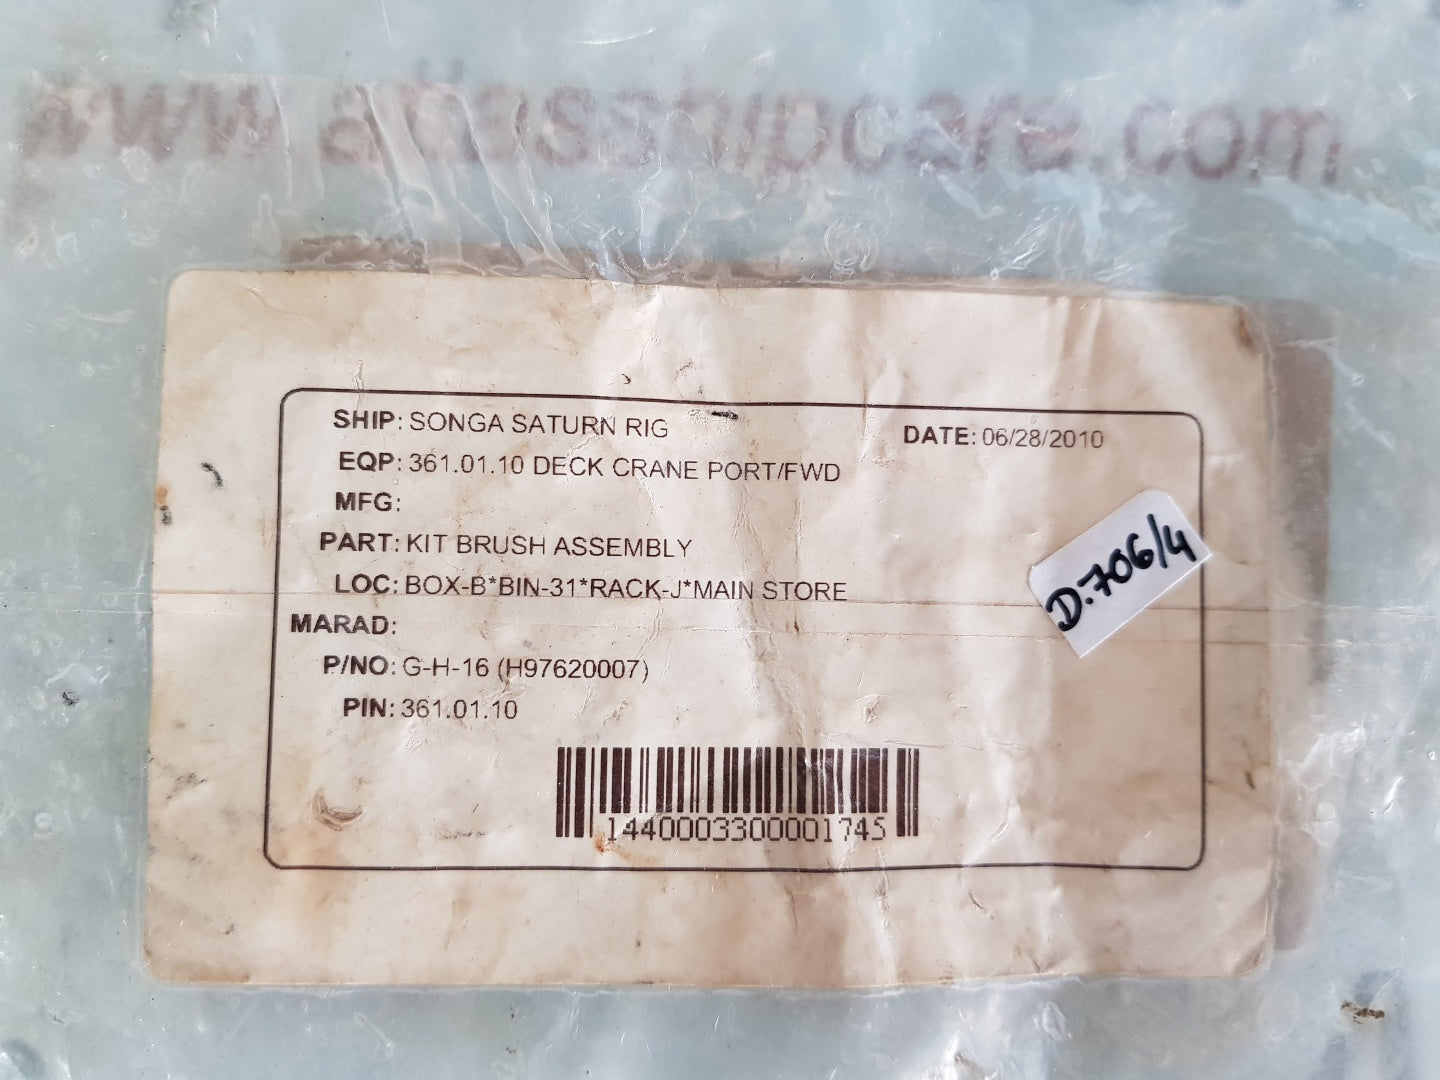 www.atlasshipcare.com
SHIP: SONGA SATURN RIG
DATE: 06/28/2010
EQP: 361.01.10 DECK CRANE PORT/FWD
MFG:
PART: KIT BRUSH ASSEMBLY
LOC: BOX-B*BIN-31*RACK-J*MAIN STORE
MARAD:
P/NO: G-H-16 (H97620007)
PIN: 361.01.10
1440003300001745
D.706/4